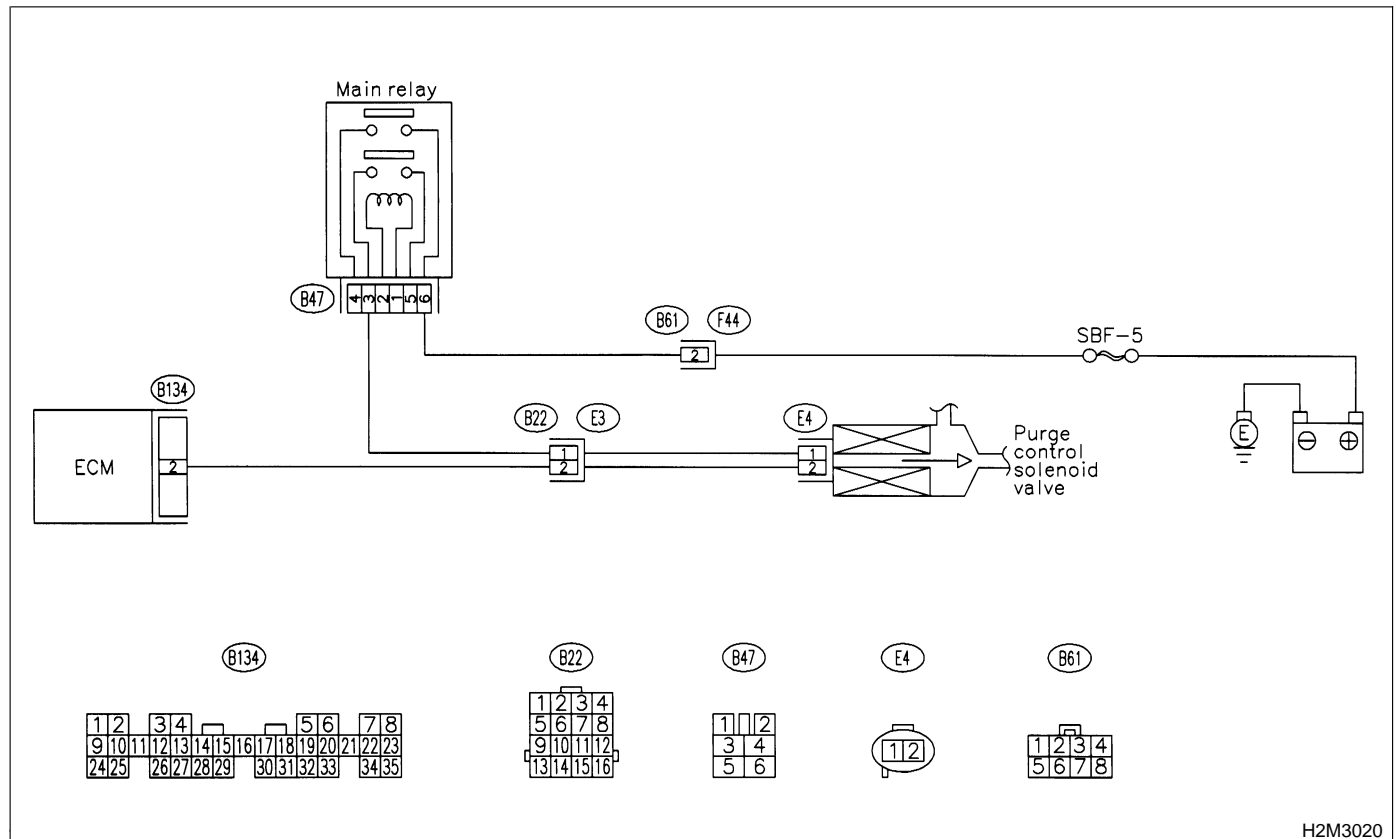 Main relay
B47
4 3 2 1 5 6
B61 F44
2
SBF-5
B134
ECM
2
B22 E3
1
2
E4
1
2
Purge
control
solenoid
valve
E
⊖ ⊕
B134
1 2 3 4 5 6 7 8
9 10 11 12 13 14 15 16 17 18 19 20 21 22 23
24 25 26 27 28 29 30 31 32 33 34 35
B22
1 2 3 4
5 6 7 8
9 10 11 12
13 14 15 16
B47
1 2
3 4
5 6
E4
1 2
B61
1 2 3 4
5 6 7 8
H2M3020